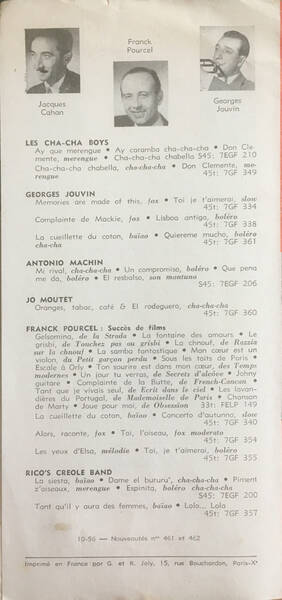 Franck
Pourcel
Jacques
Cahan
Georges
Jouvin
LES CHA-CHA BOYS
Ay que merengue • Ay caramba cha-cha-cha • Don Cle-
mente, merengue • Cha-cha-cha chabella S45: 7EGF 210
Cha-cha-cha chabella, cha-cha-cha • Don Clemente, me-
rengue 45t: 7GF 349
GEORGES JOUVIN
Memories are made of this, fox • Toi je t'aimerai, slow
45t: 7GF 334
Complainte de Mackie, fox • Lisboa antiga, boléro
45t: 7GF 338
La cueillette du coton, baïao • Quiereme mucho, boléro
cha-cha 45t: 7GF 361
ANTONIO MACHIN
Mi rival, cha-cha-cha • Un compromiso, boléro • Que pena
me da, boléro • El resbalso, son montuno
S45: 7EGF 206
JO MOUTET
Oranges, tabac, café & El rodeguero, cha-cha-cha
45t: 7GF 360
FRANCK POURCEL : Succès de films
Gelsomina, de la Strada • La fontaine des amours • Le
grisbi, de Touchez pas au grisbi • La chnouf, de Razzia
sur la chnouf • La samba fantastique • Mon cœur est un
violon, du Petit garçon perdu • Sous les toits de Paris •
Escale à Orly • Ton sourire est dans mon cœur, des Temps
modernes • Un jour tu verras, de Secrets d'alcôve • Johny
guitare • Complainte de la Butte, de French-Cancan •
Tant que je vivais seul, de Ecrit dans le ciel • Les lavan-
dières du Portugal, de Mademoiselle de Paris • Chanson
de Marty • Joue pour moi, de Obsession 33t: FELP 149
La cueillette du coton, baïao • Concerto d'autunno, slow
45t: 7GF 340
Alors, raconte, fox • Toi, l'oiseau, fox moderato
45t: 7GF 354
Les yeux d'Elsa, mélodie • Toi, je t'aimerai, boléro
45t: 7GF 355
RICO'S CREOLE BAND
La siesta, baïao • Dame el bururu', cha-cha-cha • Piment
z'oiseaux, merengue • Espinita, boléro cha-cha-cha
S45: 7EGF 200
Tant qu'il y aura des femmes, baïao • Lola... Lola
45t: 7GF 357
10-56 — Nouveautés nos 461 et 462
Imprimé en France par G. et R. Joly, 15, rue Bouchardon, Paris-Xe